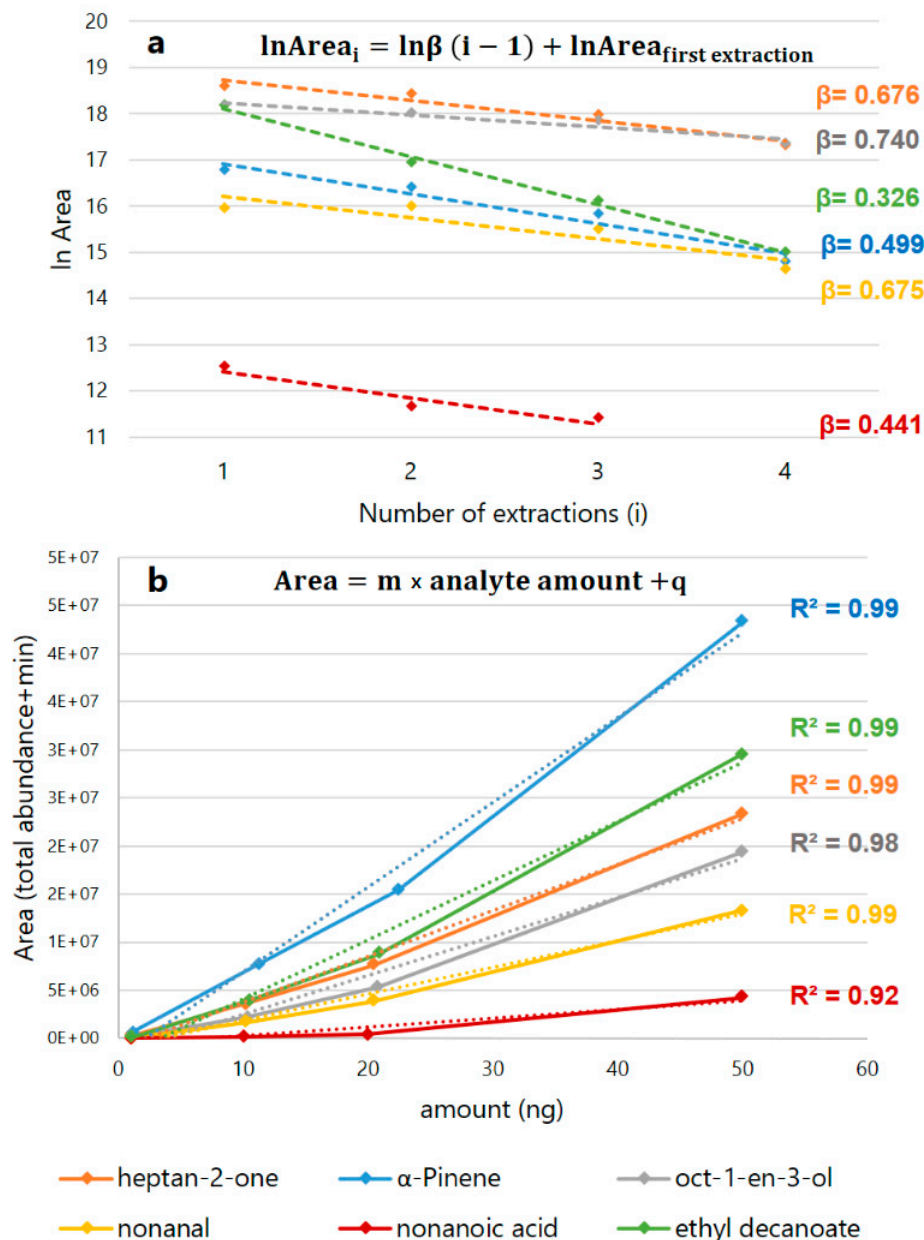 a
lnArea_i = lnβ (i − 1) + lnArea_first extraction
20
19
18
17
16
15
14
13
12
11
ln Area
β= 0.676
β= 0.740
β= 0.326
β= 0.499
β= 0.675
β= 0.441
1 2 3 4
Number of extractions (i)
b
Area = m x analyte amount +q
5E+07
5E+07
4E+07
4E+07
3E+07
3E+07
2E+07
2E+07
1E+07
5E+06
0E+00
Area (total abundance+min)
R² = 0.99
R² = 0.99
R² = 0.99
R² = 0.98
R² = 0.99
R² = 0.92
0 10 20 30 40 50 60
amount (ng)
heptan-2-one α-Pinene oct-1-en-3-ol
nonanal nonanoic acid ethyl decanoate